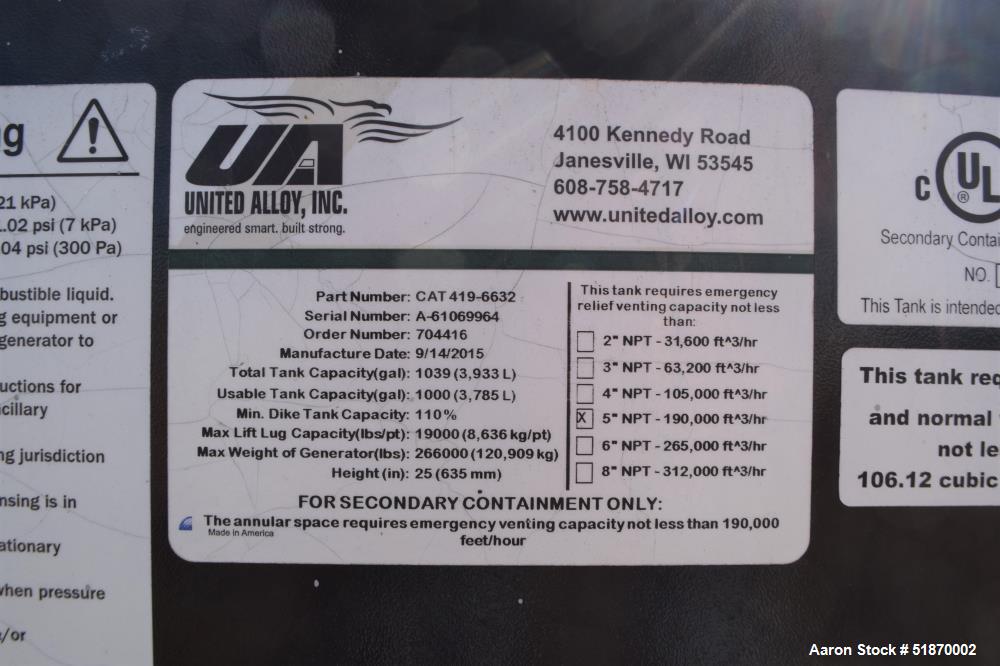 ng
21 kPa)
1.02 psi (7 kPa)
04 psi (300 Pa)
bustible liquid.
g equipment or
generator to
uctions for
cillary
ng jurisdiction
nsing is in
ationary
when pressure
/or
UA
UNITED ALLOY, INC.
engineered smart. built strong.
4100 Kennedy Road
Janesville, WI 53545
608-758-4717
www.unitedalloy.com
Part Number: CAT 419-6632
Serial Number: A-61069964
Order Number: 704416
Manufacture Date: 9/14/2015
Total Tank Capacity(gal): 1039 (3,933 L)
Usable Tank Capacity(gal): 1000 (3,785 L)
Min. Dike Tank Capacity: 110%
Max Lift Lug Capacity(lbs/pt): 19000 (8,636 kg/pt)
Max Weight of Generator(lbs): 266000 (120,909 kg)
Height (in): 25 (635 mm)
This tank requires emergency
relief venting capacity not less
than:
2" NPT - 31,600 ft^3/hr
3" NPT - 63,200 ft^3/hr
4" NPT - 105,000 ft^3/hr
X 5" NPT - 190,000 ft^3/hr
6" NPT - 265,000 ft^3/hr
8" NPT - 312,000 ft^3/hr
FOR SECONDARY CONTAINMENT ONLY:
The annular space requires emergency venting capacity not less than 190,000
feet/hour
Made in America
C UL ®
Secondary Contai
NO.
This Tank is intended
This tank req
and normal
not le
106.12 cubic
Aaron Stock # 51870002